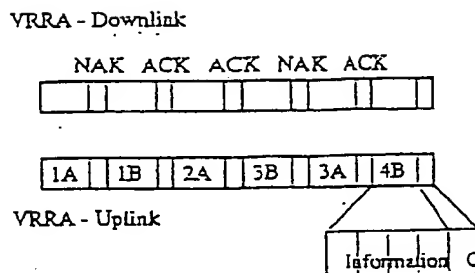 VRRA - Downlink
NAK ACK ACK NAK ACK
1A 1B 2A 3B 3A 4B
VRRA - Uplink
Information